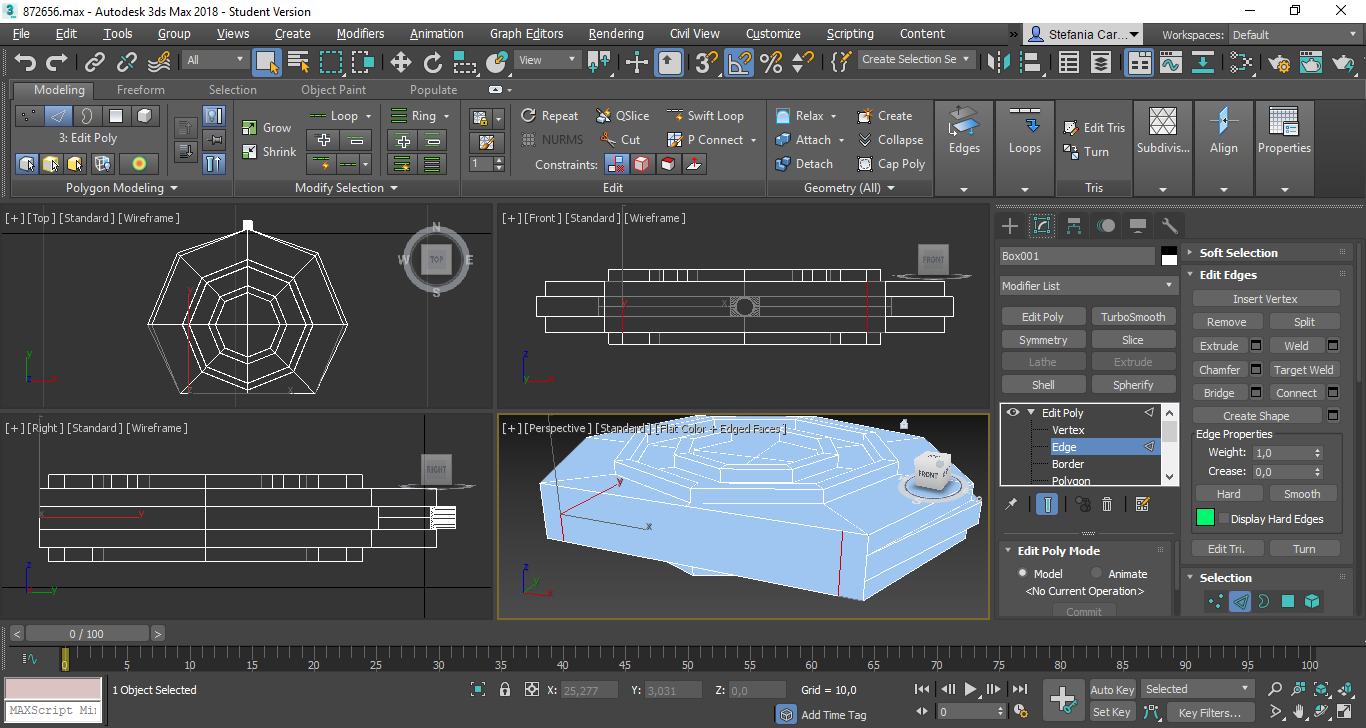 872656.max - Autodesk 3ds Max 2018 - Student Version
File Edit Tools Group Views Create Modifiers Animation Graph Editors Rendering Civil View Customize Scripting Content » Stefania Car... Workspaces: Default
All View Create Selection Se
Modeling Freeform Selection Object Paint Populate
3: Edit Poly
Polygon Modeling
Grow Loop Ring
Shrink
Modify Selection
1
Repeat QSlice Swift Loop
NURMS Cut P Connect
Constraints:
Edit
Relax Create
Attach Collapse
Detach Cap Poly
Geometry (All)
Edges
Loops
Edit Tris
Turn
Tris
Subdivis...
Align
Properties
[+] [Top] [Standard] [Wireframe]
N
W TOP E
S
y
x
z
[+] [Front] [Standard] [Wireframe]
FRONT
y
x
z
x
y
[+] [Right] [Standard] [Wireframe]
RIGHT
x
y
z
y
[+] [Perspective] [Standard] [Flat Color + Edged Faces]
FRONT
y
x
z
y
x
Box001
Modifier List
Edit Poly TurboSmooth
Symmetry Slice
Lathe Extrude
Shell Spherify
Edit Poly
Vertex
Edge
Border
Polygon
Edit Poly Mode
Model Animate
<No Current Operation>
Commit
Soft Selection
Edit Edges
Insert Vertex
Remove Split
Extrude Weld
Chamfer Target Weld
Bridge Connect
Create Shape
Edge Properties
Weight: 1,0
Crease: 0,0
Hard Smooth
Display Hard Edges
Edit Tri. Turn
Selection
< 0 / 100 >
0 5 10 15 20 25 30 35 40 45 50 55 60 65 70 75 80 85 90 95 100
1 Object Selected X: 25,277 Y: 3,031 Z: 0,0 Grid = 10,0 Auto Key Selected
MAXScript Mi Add Time Tag 0 Set Key Key Filters...